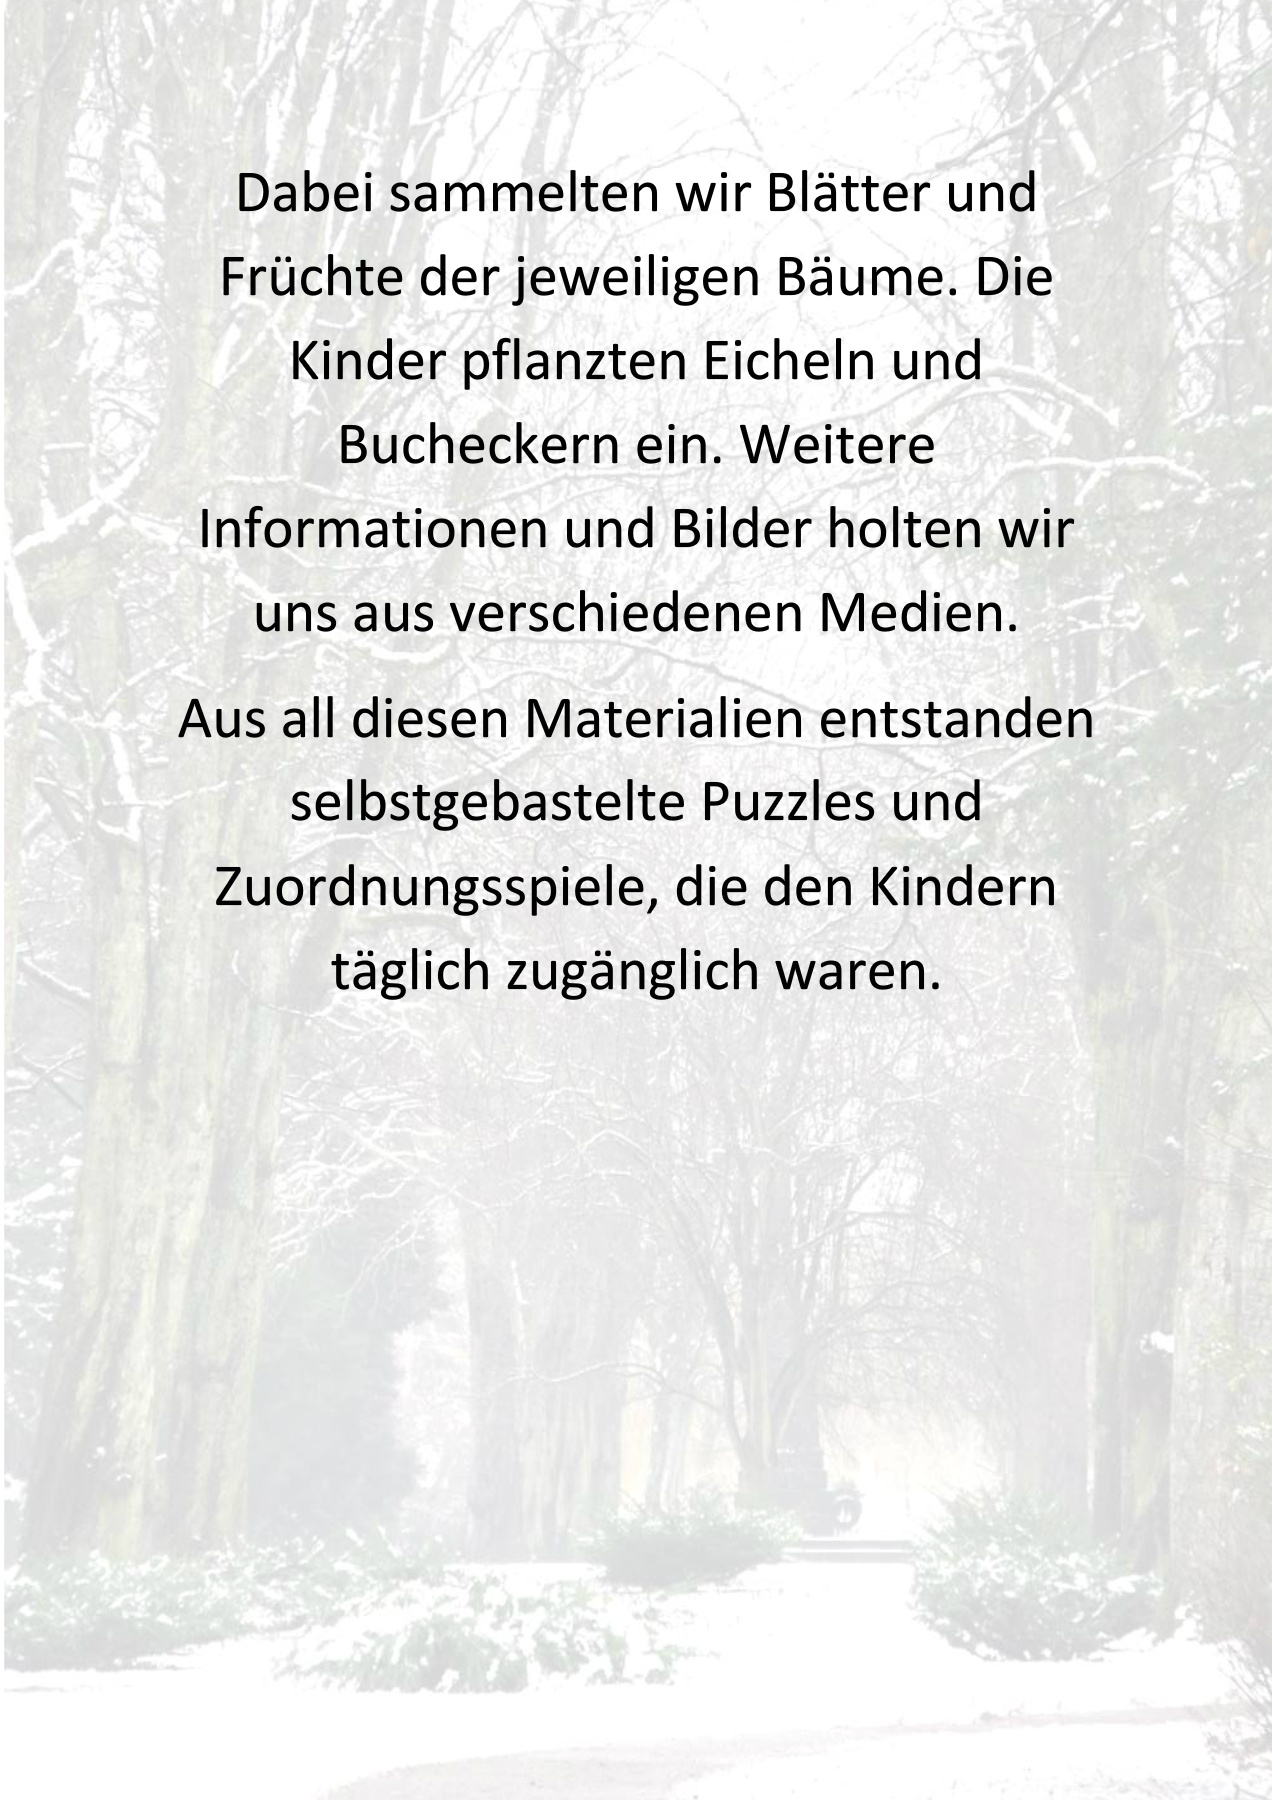 Dabei sammelten wir Blätter und
Früchte der jeweiligen Bäume. Die
Kinder pflanzten Eicheln und
Bucheckern ein. Weitere
Informationen und Bilder holten wir
uns aus verschiedenen Medien.
Aus all diesen Materialien entstanden
selbstgebastelte Puzzles und
Zuordnungsspiele, die den Kindern
täglich zugänglich waren.